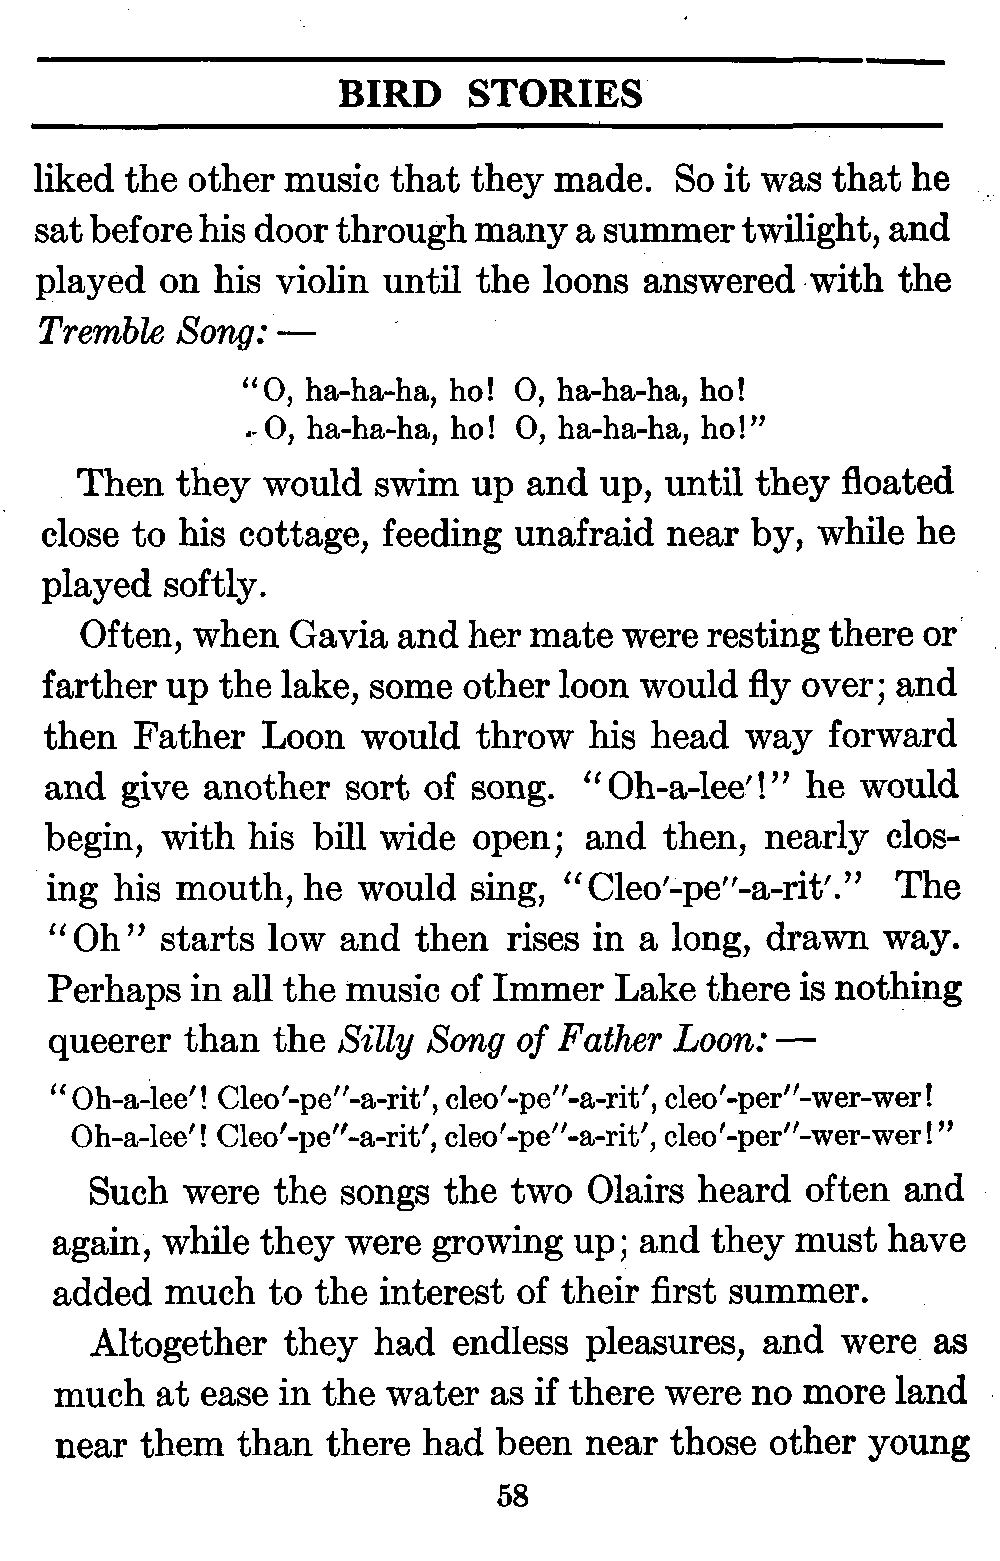 BIRD STORIES
liked the other music that they made. So it was that he
sat before his door through many a summer twilight, and
played on his violin until the loons answered with the
Tremble Song: —
"O, ha-ha-ha, ho! O, ha-ha-ha, ho!
O, ha-ha-ha, ho! O, ha-ha-ha, ho!"
Then they would swim up and up, until they floated
close to his cottage, feeding unafraid near by, while he
played softly.
Often, when Gavia and her mate were resting there or
farther up the lake, some other loon would fly over; and
then Father Loon would throw his head way forward
and give another sort of song. "Oh-a-lee′!" he would
begin, with his bill wide open; and then, nearly clos-
ing his mouth, he would sing, "Cleo′-pe′′-a-rit′." The
"Oh" starts low and then rises in a long, drawn way.
Perhaps in all the music of Immer Lake there is nothing
queerer than the Silly Song of Father Loon: —
"Oh-a-lee′! Cleo′-pe′′-a-rit′, cleo′-pe′′-a-rit′, cleo′-per′′-wer-wer!
Oh-a-lee′! Cleo′-pe′′-a-rit′, cleo′-pe′′-a-rit′, cleo′-per′′-wer-wer!"
Such were the songs the two Olairs heard often and
again, while they were growing up; and they must have
added much to the interest of their first summer.
Altogether they had endless pleasures, and were as
much at ease in the water as if there were no more land
near them than there had been near those other young
58